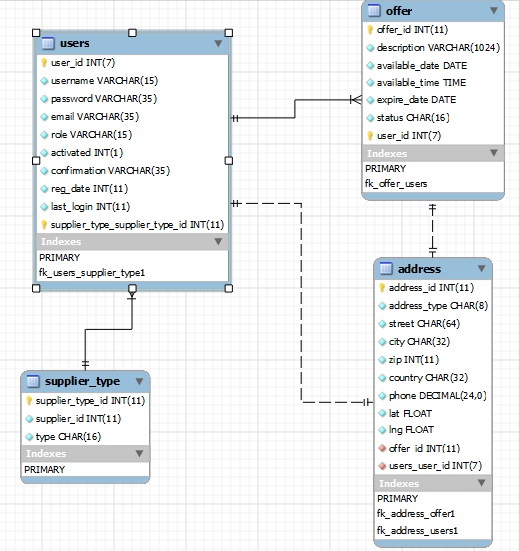 users
user_id INT(7)
username VARCHAR(15)
password VARCHAR(35)
email VARCHAR(35)
role VARCHAR(15)
activated INT(1)
confirmation VARCHAR(35)
reg_date INT(11)
last_login INT(11)
supplier_type_supplier_type_id INT(11)
Indexes
PRIMARY
fk_users_supplier_type1
offer
offer_id INT(11)
description VARCHAR(1024)
available_date DATE
available_time TIME
expire_date DATE
status CHAR(16)
user_id INT(7)
Indexes
PRIMARY
fk_offer_users
supplier_type
supplier_type_id INT(11)
supplier_id INT(11)
type CHAR(16)
Indexes
PRIMARY
address
address_id INT(11)
address_type CHAR(8)
street CHAR(64)
city CHAR(32)
zip INT(11)
country CHAR(32)
phone DECIMAL(24,0)
lat FLOAT
lng FLOAT
offer_id INT(11)
users_user_id INT(7)
Indexes
PRIMARY
fk_address_offer1
fk_address_users1